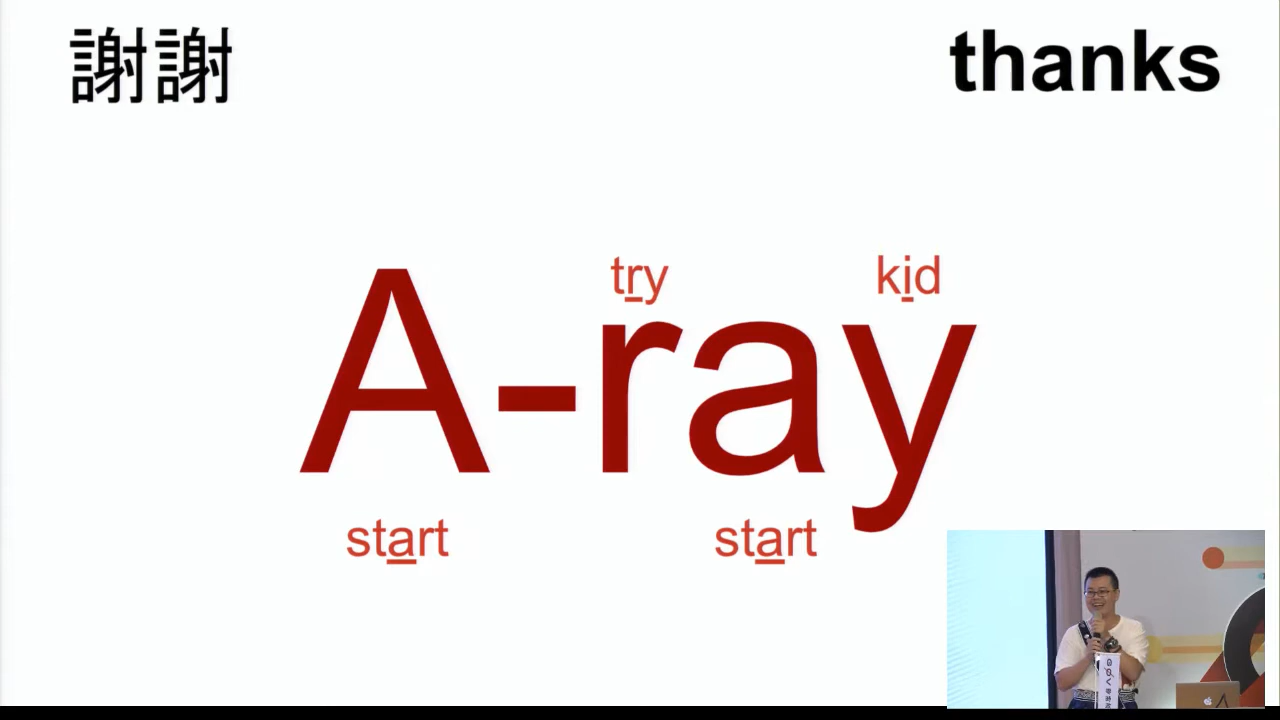 謝謝
thanks
try kid
A-ray
start start